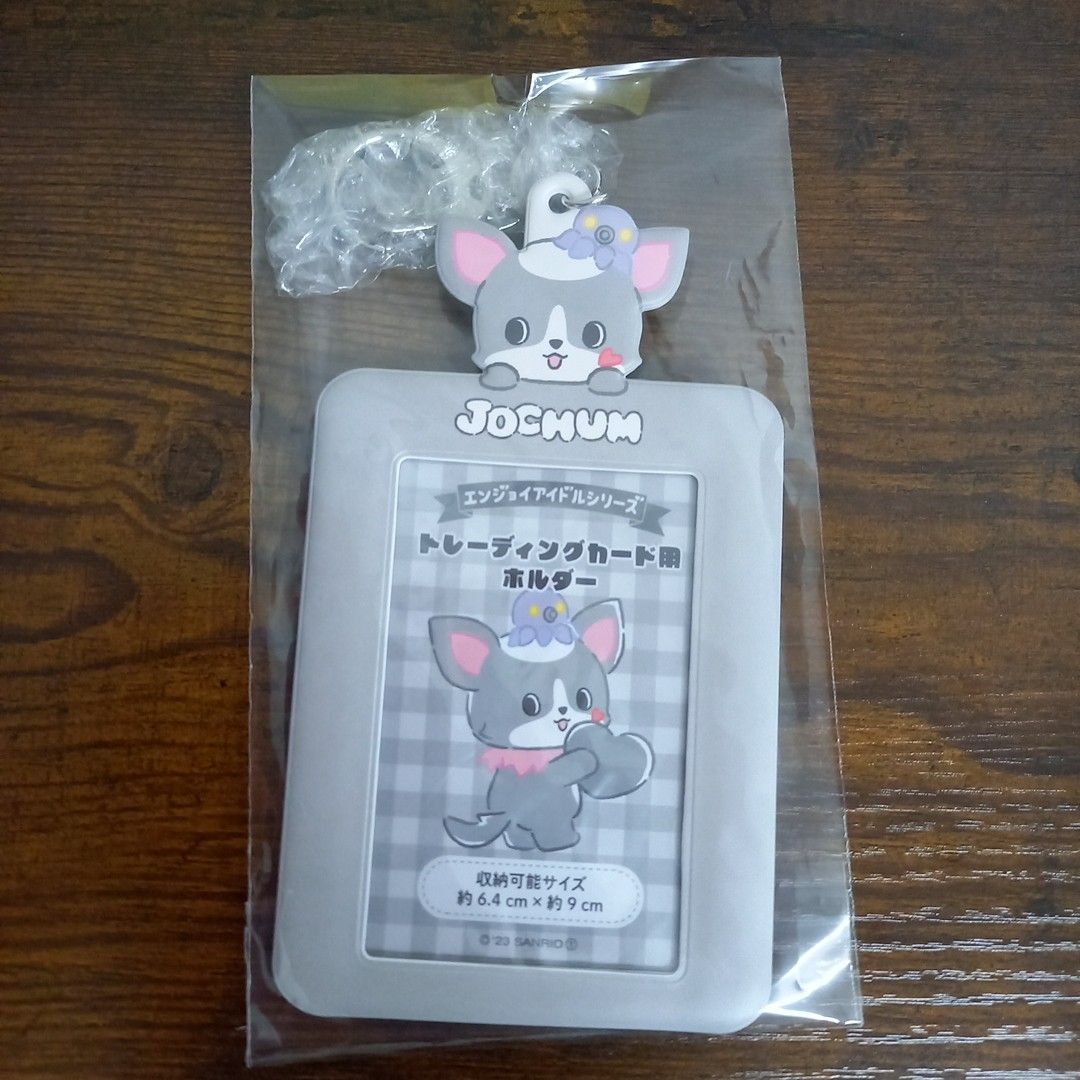 JOCHUM
エンジョイアイドルシリーズ
トレーディングカード用
ホルダー
収納可能サイズ
約 6.4 cm × 約 9 cm
© '23 SANRIO Ⓣ